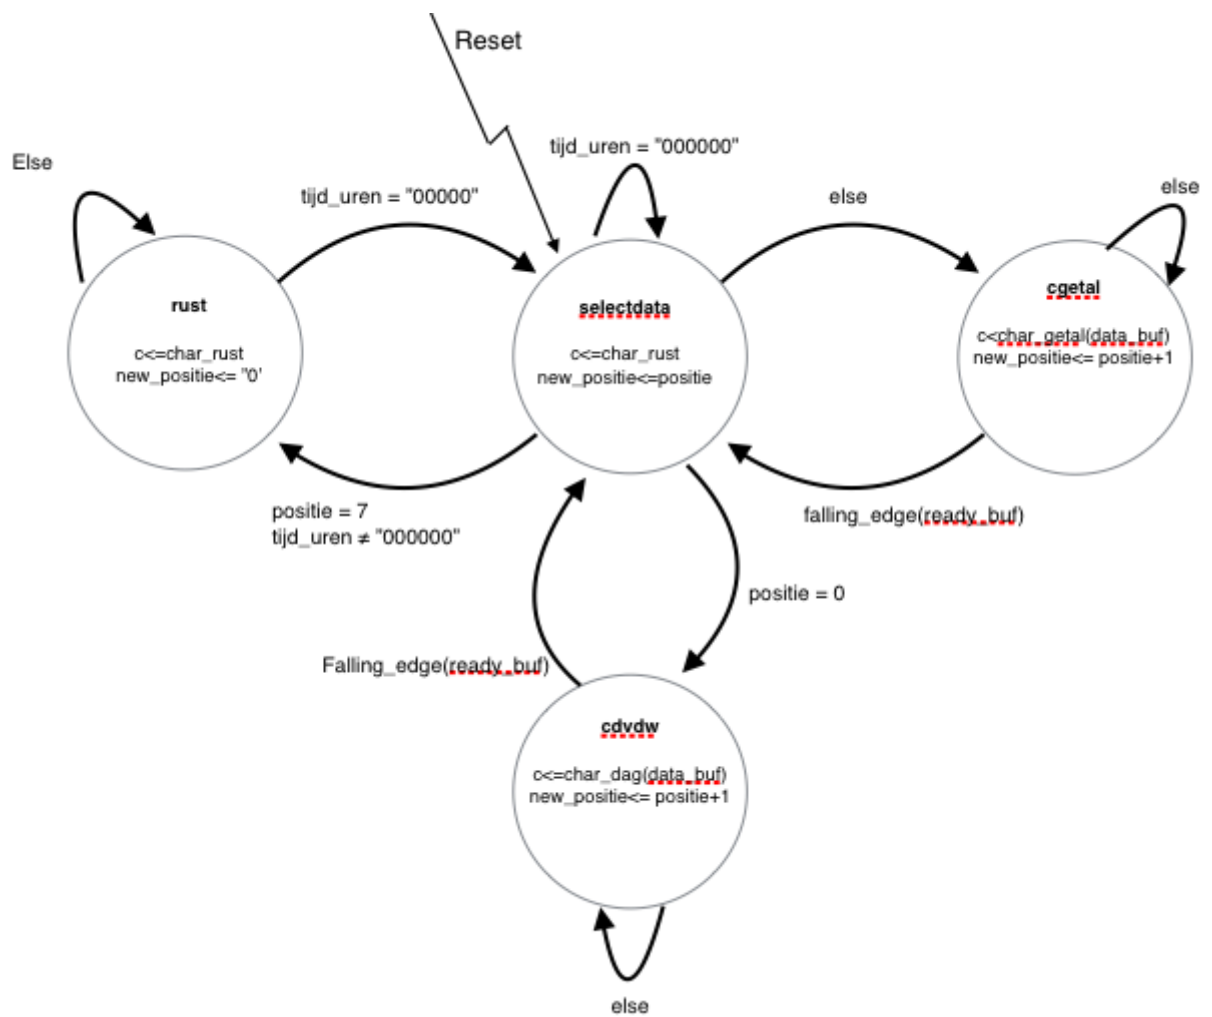 Reset
tijd_uren = "000000"
Else
tijd_uren = "00000"
else
else
rust
c<=char_rust
new_positie<= "0'
selectdata
c<=char_rust
new_positie<=positie
cgetal
c<char_getal(data_buf)
new_positie<= positie+1
positie = 7
tijd_uren ≠ "000000"
falling_edge(ready_buf)
positie = 0
Falling_edge(ready_buf)
cdvdw
c<=char_dag(data_buf)
new_positie<= positie+1
else